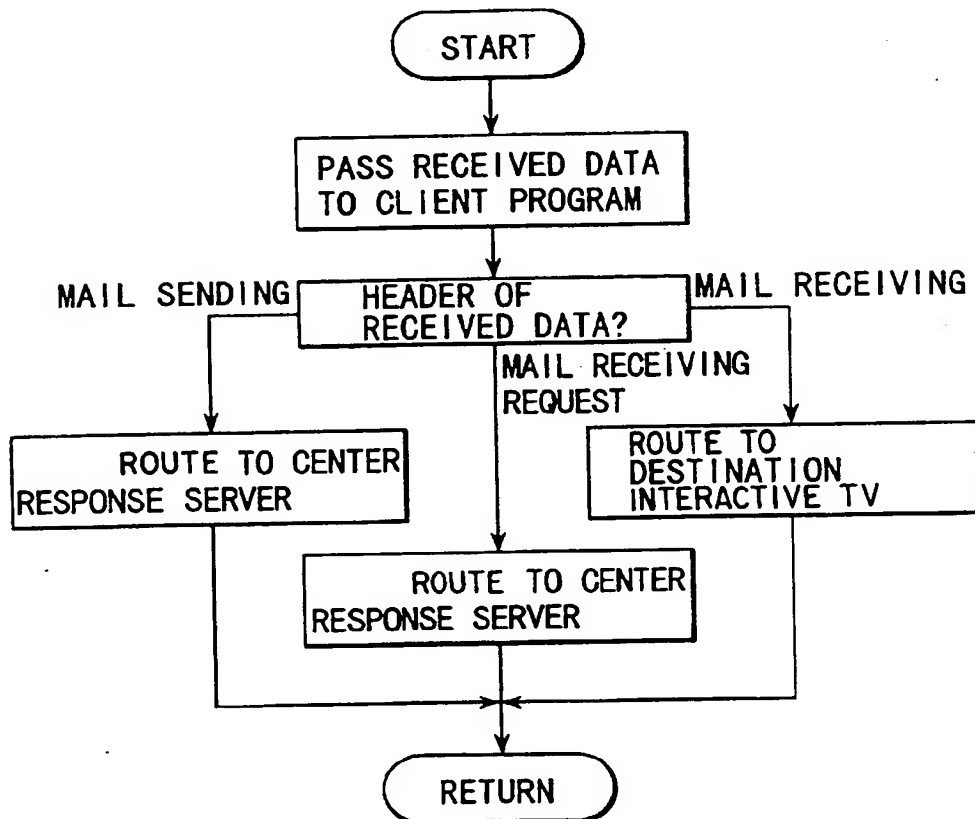 START
PASS RECEIVED DATA
TO CLIENT PROGRAM
MAIL SENDING
HEADER OF
RECEIVED DATA?
MAIL RECEIVING
MAIL RECEIVING
REQUEST
ROUTE TO CENTER
RESPONSE SERVER
ROUTE TO
DESTINATION
INTERACTIVE TV
ROUTE TO CENTER
RESPONSE SERVER
RETURN